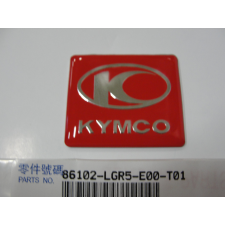 K
KYMCO
零件號碼
PARTS NO.
86102-LGR5-E00-T01